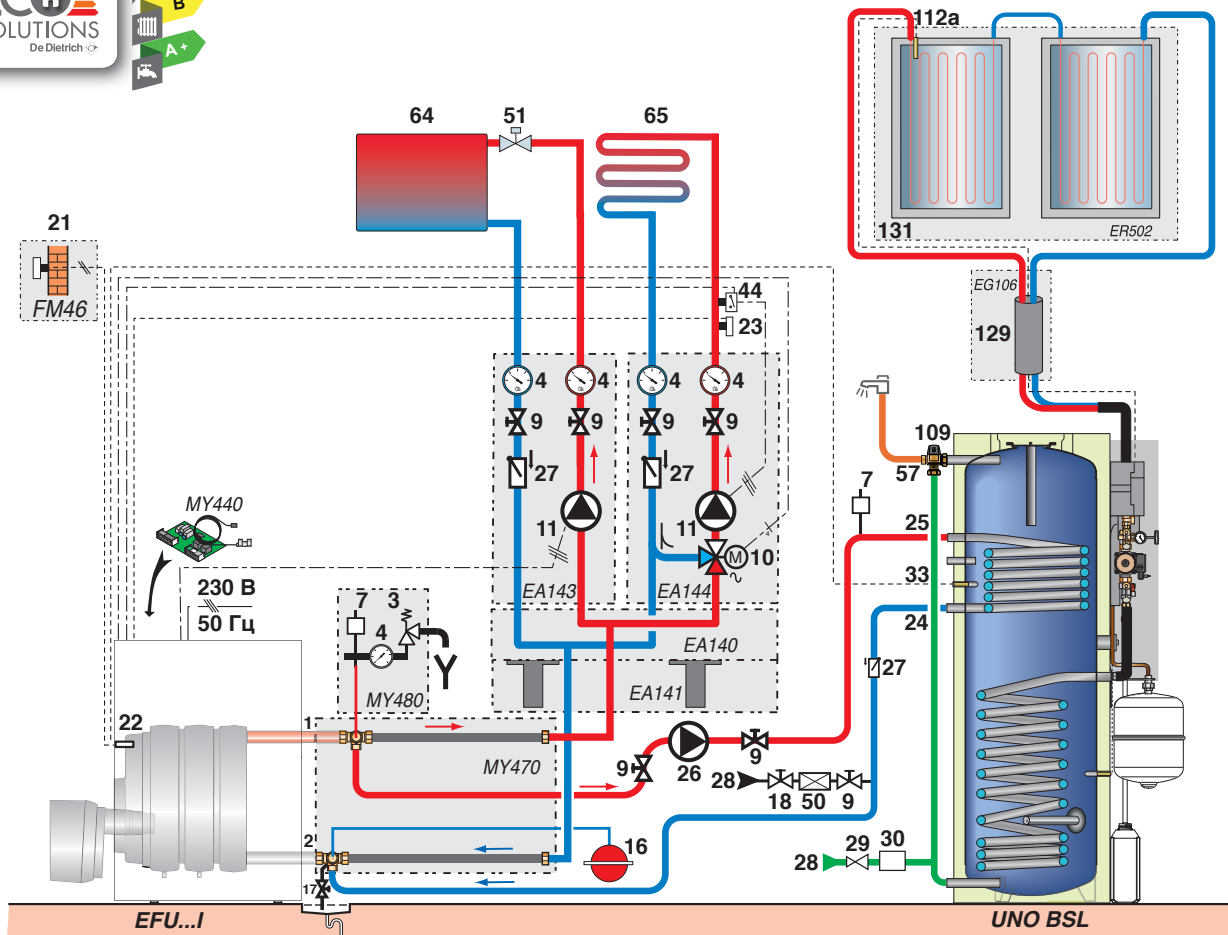 SOLUTIONS
De Dietrich
B
A+
112a
64
51
65
131
ER502
21
FM46
EG106
129
44
23
4
4
4
4
9
9
9
9
27
27
109
57
7
25
MY440
11
11
M
10
33
EA143
EA144
24
230 В
50 Гц
7
3
4
EA140
27
MY480
EA141
22
1
MY470
9
26
9
28
18
50
9
2
16
28
29
30
17
EFU...I
UNO BSL